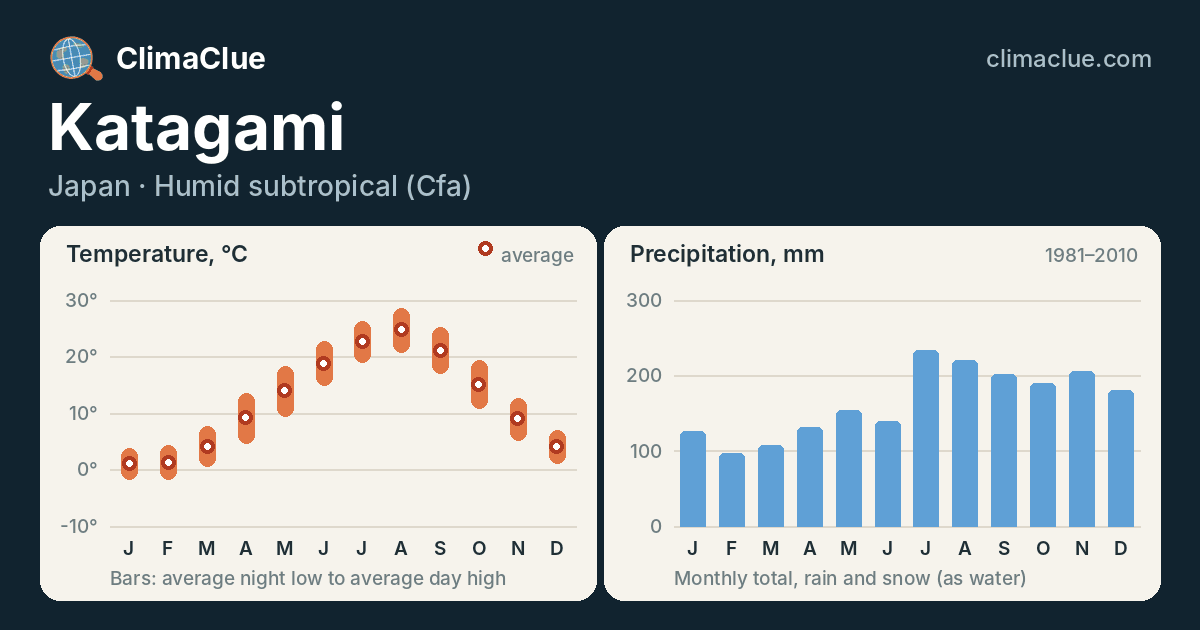 ClimaClue
climaclue.com
Katagami
Japan · Humid subtropical (Cfa)
Temperature, °C
average
30°
20°
10°
0°
-10°
J F M A M J J A S O N D
Bars: average night low to average day high
Precipitation, mm
1981–2010
300
200
100
0
J F M A M J J A S O N D
Monthly total, rain and snow (as water)